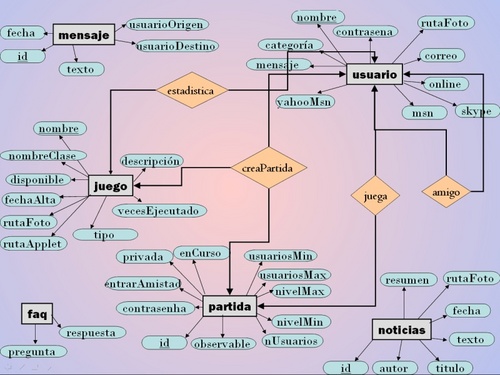 nombre
usuarioOrigen
rutaFoto
fecha
mensaje
contrasena
usuarioDestino
categoría
id
correo
texto
mensaje
usuario
online
estadistica
yahooMsn
msn
skype
nombre
nombreClase
descripción
disponible
juego
creaPartida
juega
amigo
fechaAlta
vecesEjecutado
rutaFoto
tipo
rutaApplet
privada
enCurso
usuariosMin
usuariosMax
entrarAmistad
resumen
rutaFoto
nivelMax
contrasenha
partida
faq
fecha
nivelMin
respuesta
noticias
id
observable
nUsuarios
texto
pregunta
id
autor
titulo